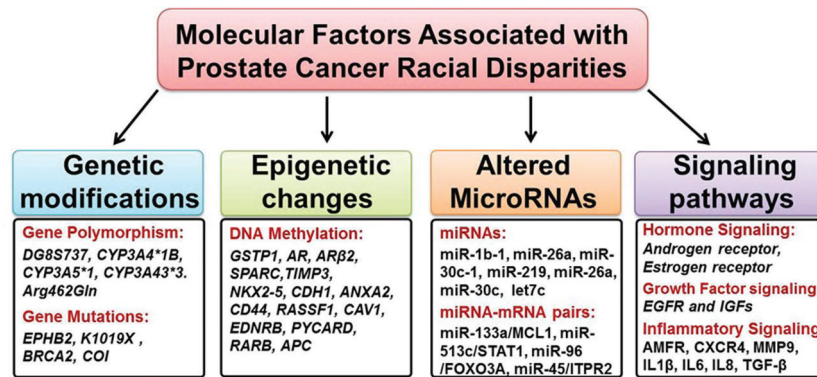 Molecular Factors Associated with
Prostate Cancer Racial Disparities
Genetic
modifications
Gene Polymorphism:
DG8S737, CYP3A4*1B,
CYP3A5*1, CYP3A43*3.
Arg462Gln
Gene Mutations:
EPHB2, K1019X ,
BRCA2, COI
Epigenetic
changes
DNA Methylation:
GSTP1, AR, ARβ2,
SPARC,TIMP3,
NKX2-5, CDH1, ANXA2,
CD44, RASSF1, CAV1,
EDNRB, PYCARD,
RARB, APC
Altered
MicroRNAs
miRNAs:
miR-1b-1, miR-26a, miR-
30c-1, miR-219, miR-26a,
miR-30c, let7c
miRNA-mRNA pairs:
miR-133a/MCL1, miR-
513c/STAT1, miR-96
/FOXO3A, miR-45/ITPR2
Signaling
pathways
Hormone Signaling:
Androgen receptor,
Estrogen receptor
Growth Factor signaling:
EGFR and IGFs
Inflammatory Signaling:
AMFR, CXCR4, MMP9,
IL1β, IL6, IL8, TGF-β